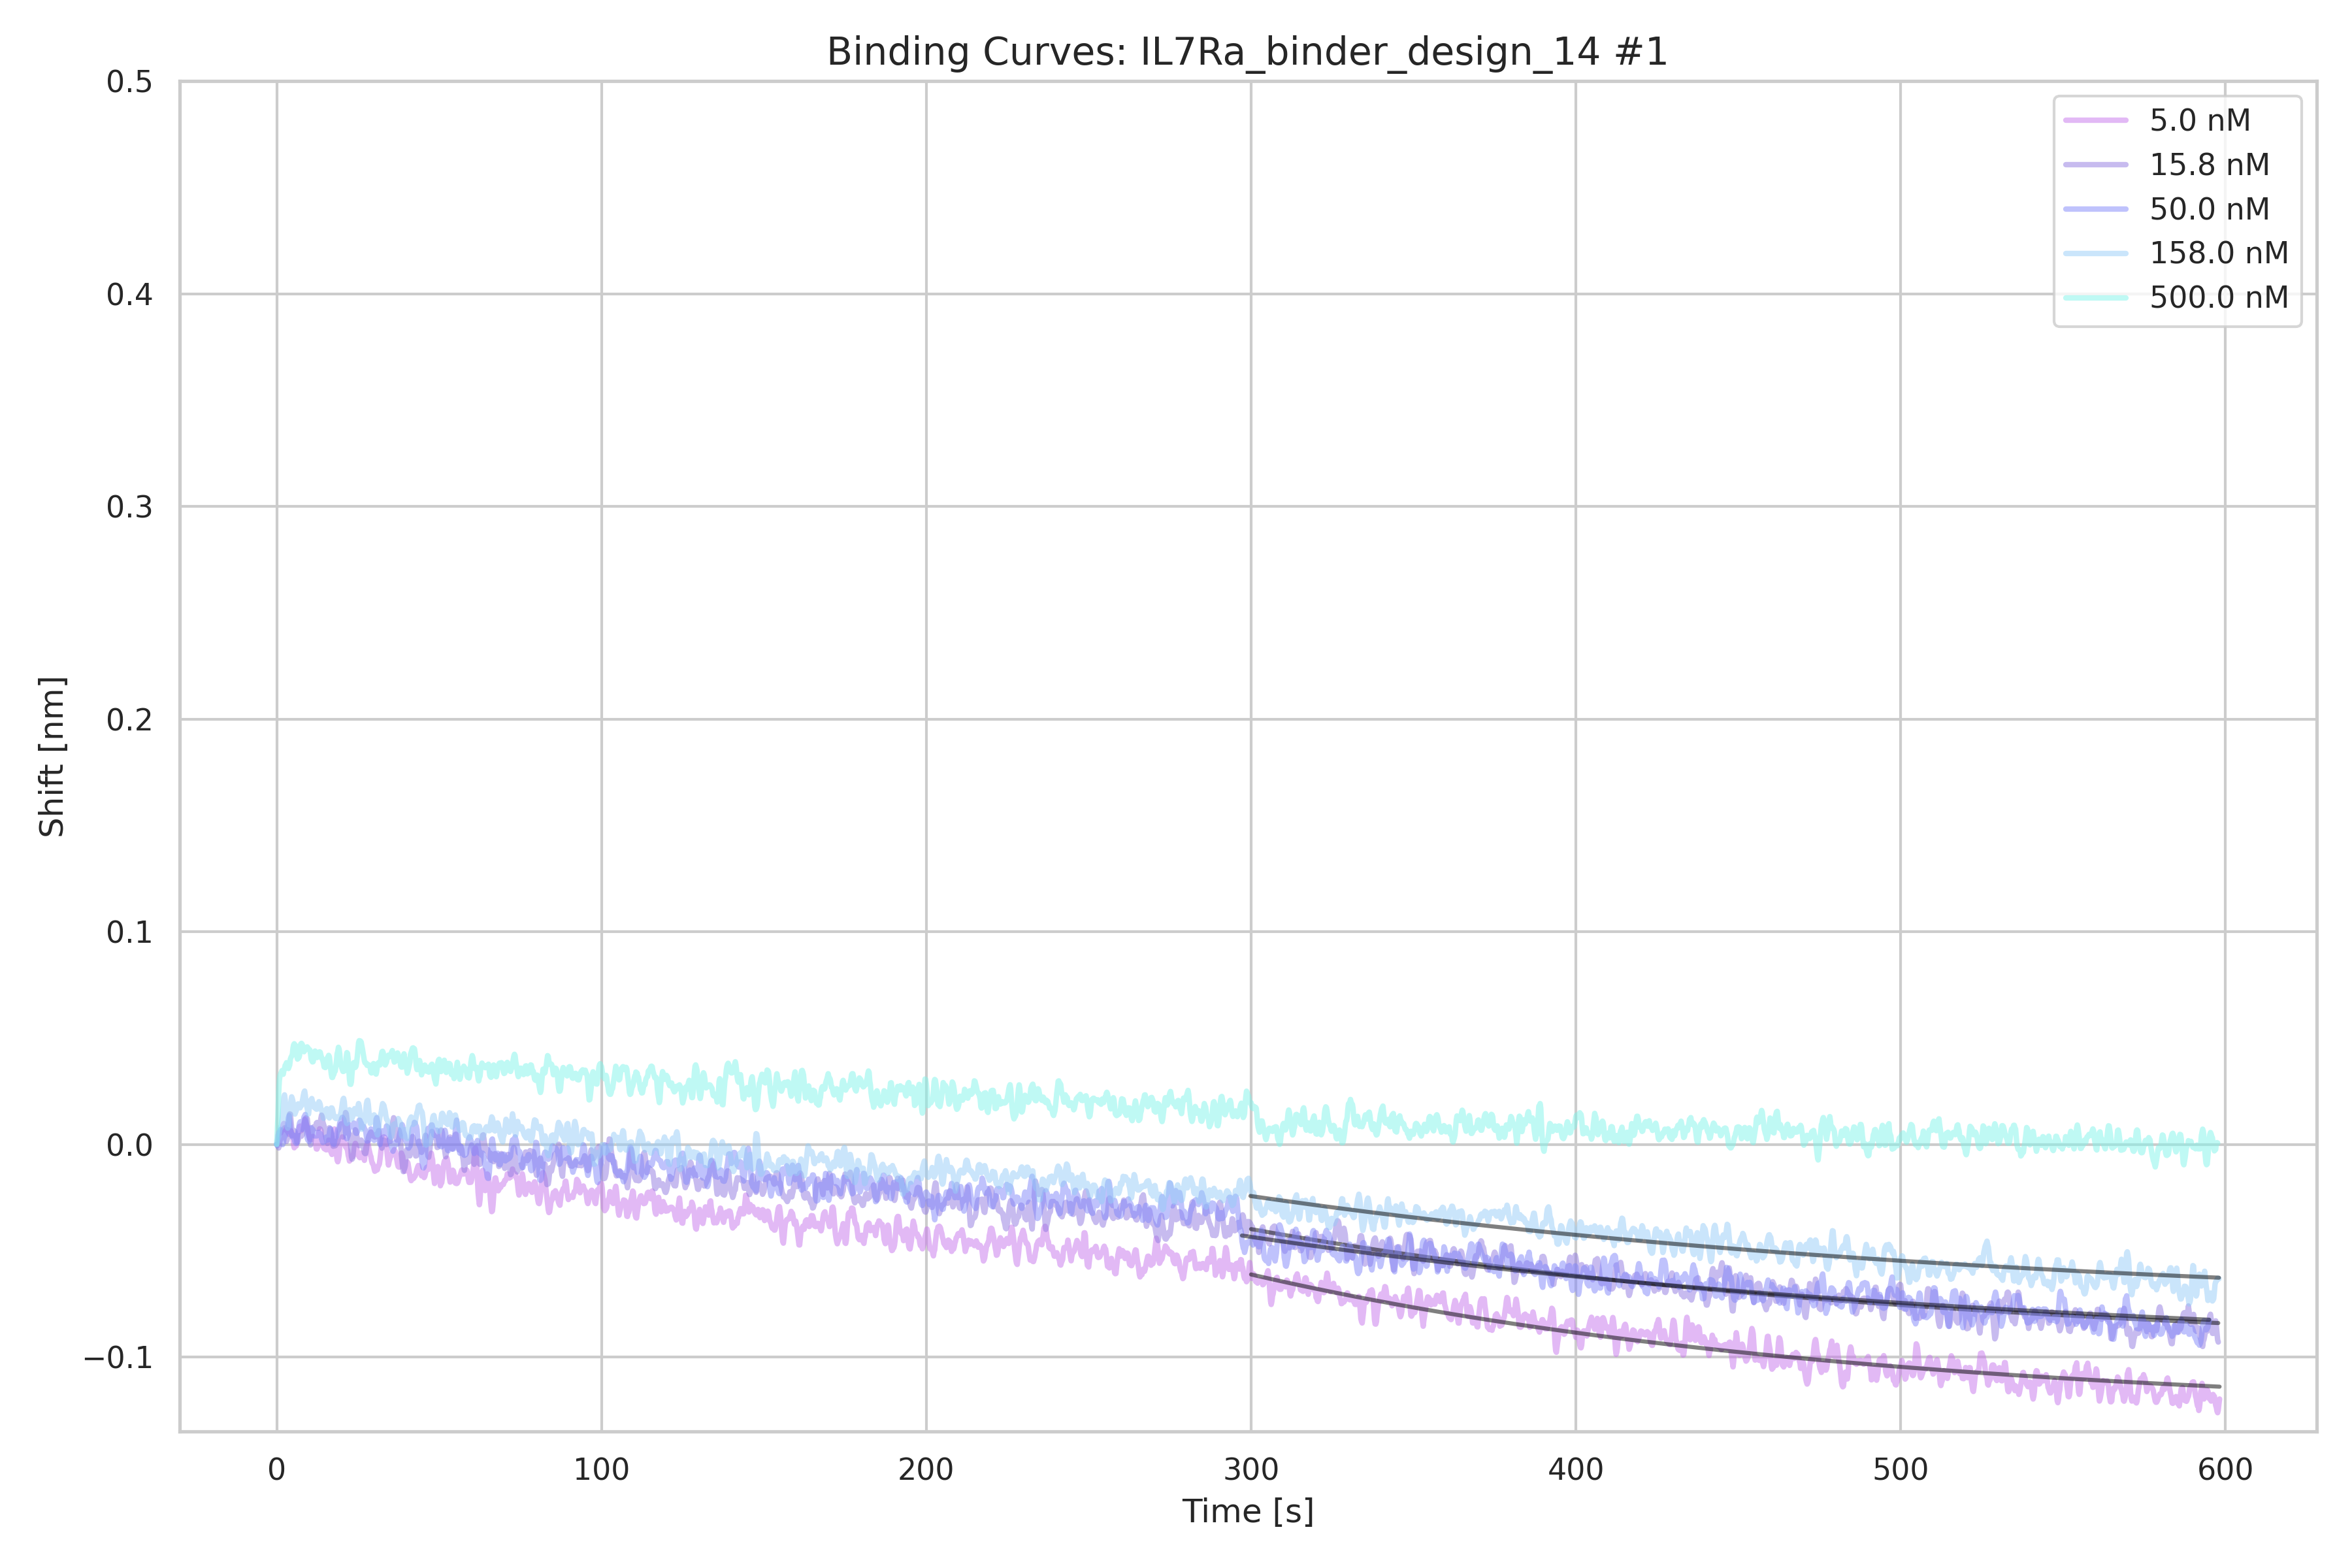 Binding Curves: IL7Ra_binder_design_14 #1
0.5
0.4
0.3
0.2
0.1
0.0
−0.1
Shift [nm]
5.0 nM
15.8 nM
50.0 nM
158.0 nM
500.0 nM
0 100 200 300 400 500 600
Time [s]